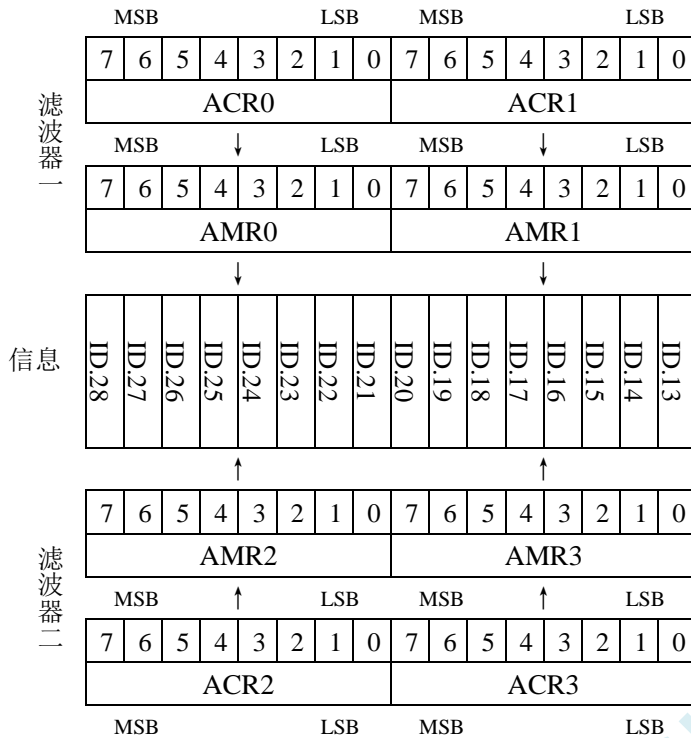 MSB LSB MSB LSB
7 6 5 4 3 2 1 0 7 6 5 4 3 2 1 0
ACR0 ACR1
滤波器一
MSB LSB MSB LSB
7 6 5 4 3 2 1 0 7 6 5 4 3 2 1 0
AMR0 AMR1
信息
ID.28 ID.27 ID.26 ID.25 ID.24 ID.23 ID.22 ID.21 ID.20 ID.19 ID.18 ID.17 ID.16 ID.15 ID.14 ID.13
7 6 5 4 3 2 1 0 7 6 5 4 3 2 1 0
AMR2 AMR3
滤波器二
MSB LSB MSB LSB
7 6 5 4 3 2 1 0 7 6 5 4 3 2 1 0
ACR2 ACR3
MSB LSB MSB LSB